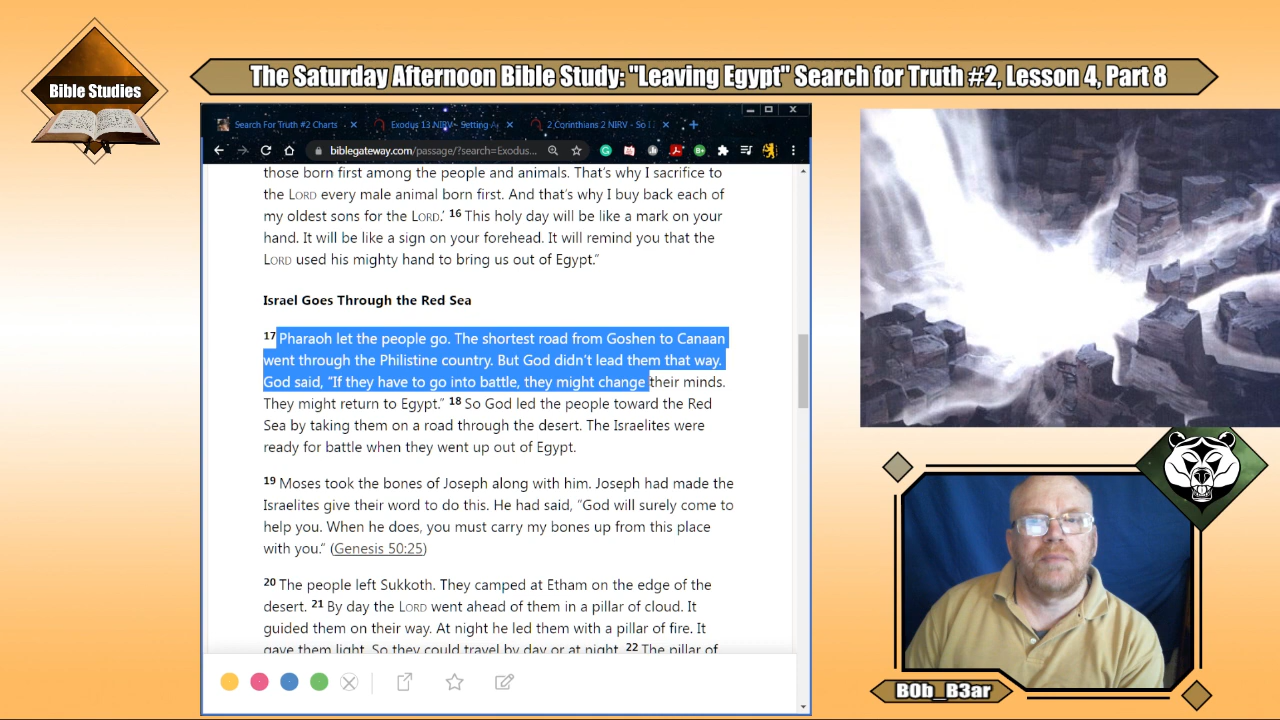 Bible Studies
The Saturday Afternoon Bible Study: "Leaving Egypt" Search for Truth #2, Lesson 4, Part 8
Search For Truth #2 Charts
Exodus 13 NIRV - Setting A
2 Corinthians 2 NIRV - So I
biblegateway.com/passage/?search=Exodus...
those born first among the people and animals. That's why I sacrifice to
the LORD every male animal born first. And that's why I buy back each of
my oldest sons for the LORD.' 16 This holy day will be like a mark on your
hand. It will be like a sign on your forehead. It will remind you that the
LORD used his mighty hand to bring us out of Egypt."
Israel Goes Through the Red Sea
17 Pharaoh let the people go. The shortest road from Goshen to Canaan
went through the Philistine country. But God didn't lead them that way.
God said, "If they have to go into battle, they might change their minds.
They might return to Egypt." 18 So God led the people toward the Red
Sea by taking them on a road through the desert. The Israelites were
ready for battle when they went up out of Egypt.
19 Moses took the bones of Joseph along with him. Joseph had made the
Israelites give their word to do this. He had said, "God will surely come to
help you. When he does, you must carry my bones up from this place
with you." (Genesis 50:25)
20 The people left Sukkoth. They camped at Etham on the edge of the
desert. 21 By day the LORD went ahead of them in a pillar of cloud. It
guided them on their way. At night he led them with a pillar of fire. It
gave them light. So they could travel by day or at night. 22 The pillar of
B0b_B3ar